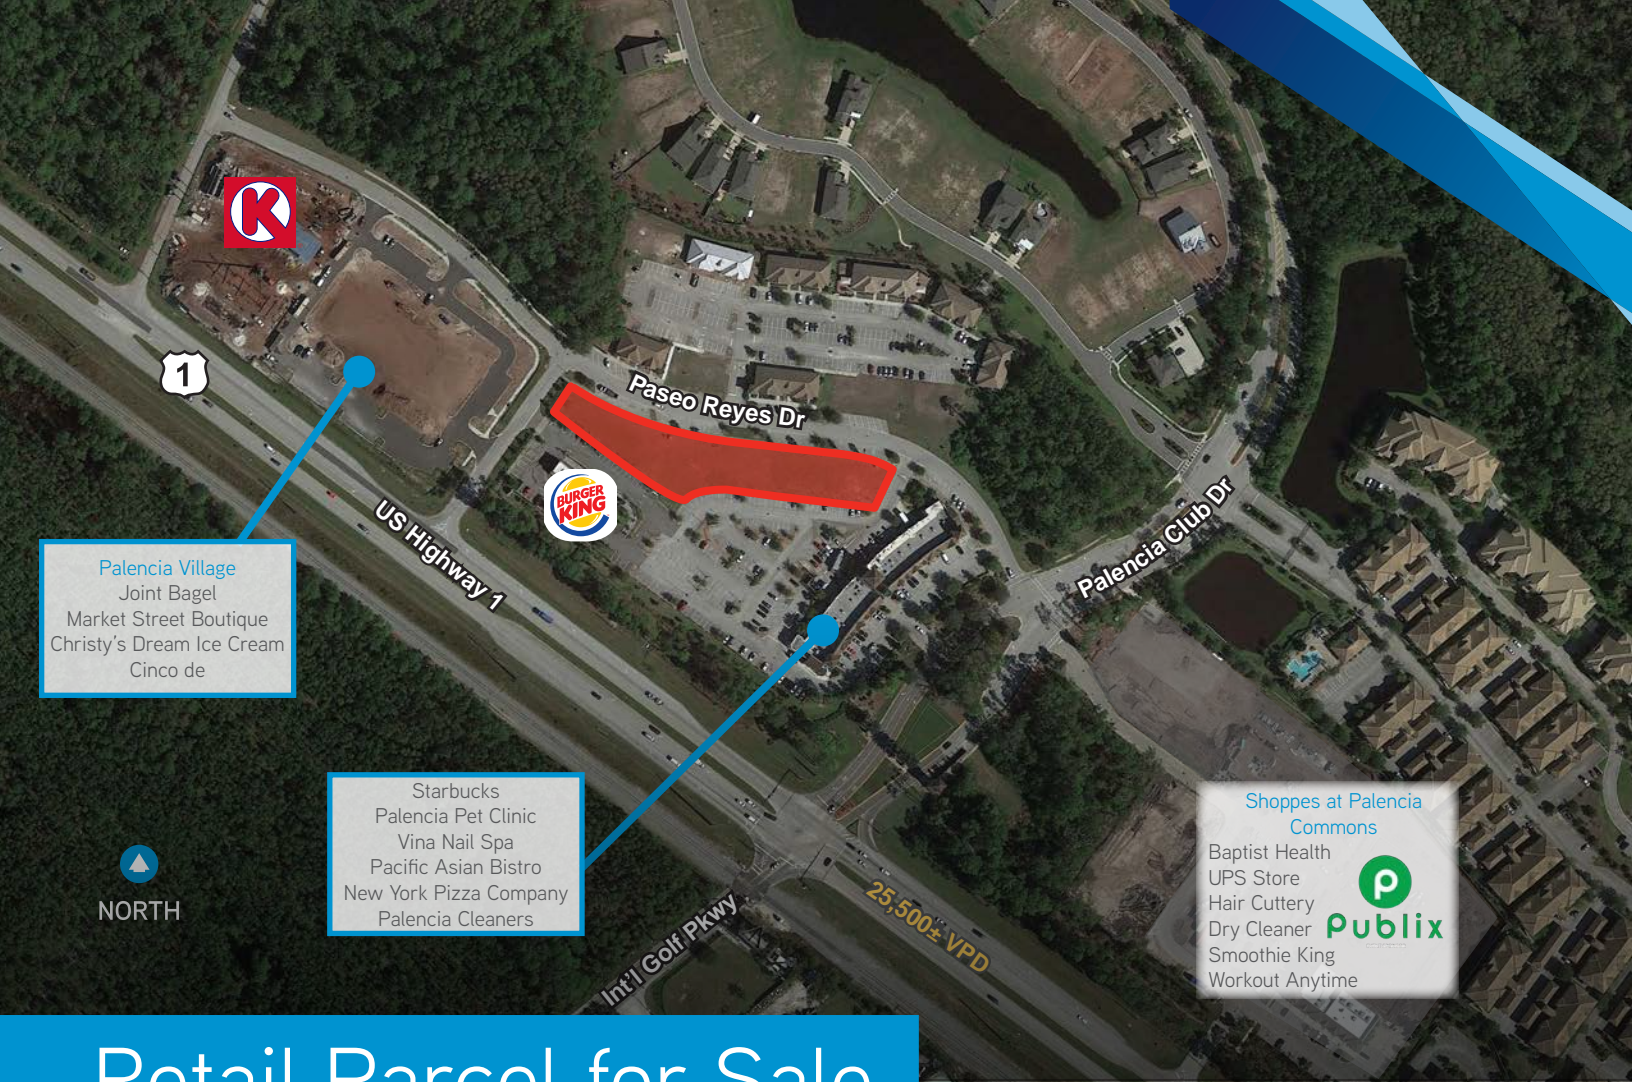 K
1
Paseo Reyes Dr
BURGER
KING
US Highway 1
Palencia Club Dr
Palencia Village
Joint Bagel
Market Street Boutique
Christy's Dream Ice Cream
Cinco de
Starbucks
Palencia Pet Clinic
Vina Nail Spa
Pacific Asian Bistro
New York Pizza Company
Palencia Cleaners
NORTH
Int'l Golf Pkwy
25,500± VPD
Shoppes at Palencia
Commons
Baptist Health
UPS Store
Hair Cuttery
Dry Cleaner
Smoothie King
Workout Anytime
p
Publix
Retail Parcel for Sale